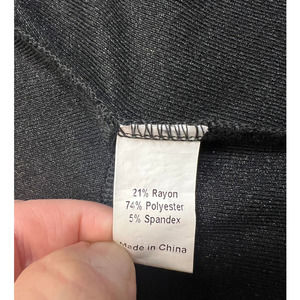 21% Rayon
74% Polyester
5% Spandex
Made in China